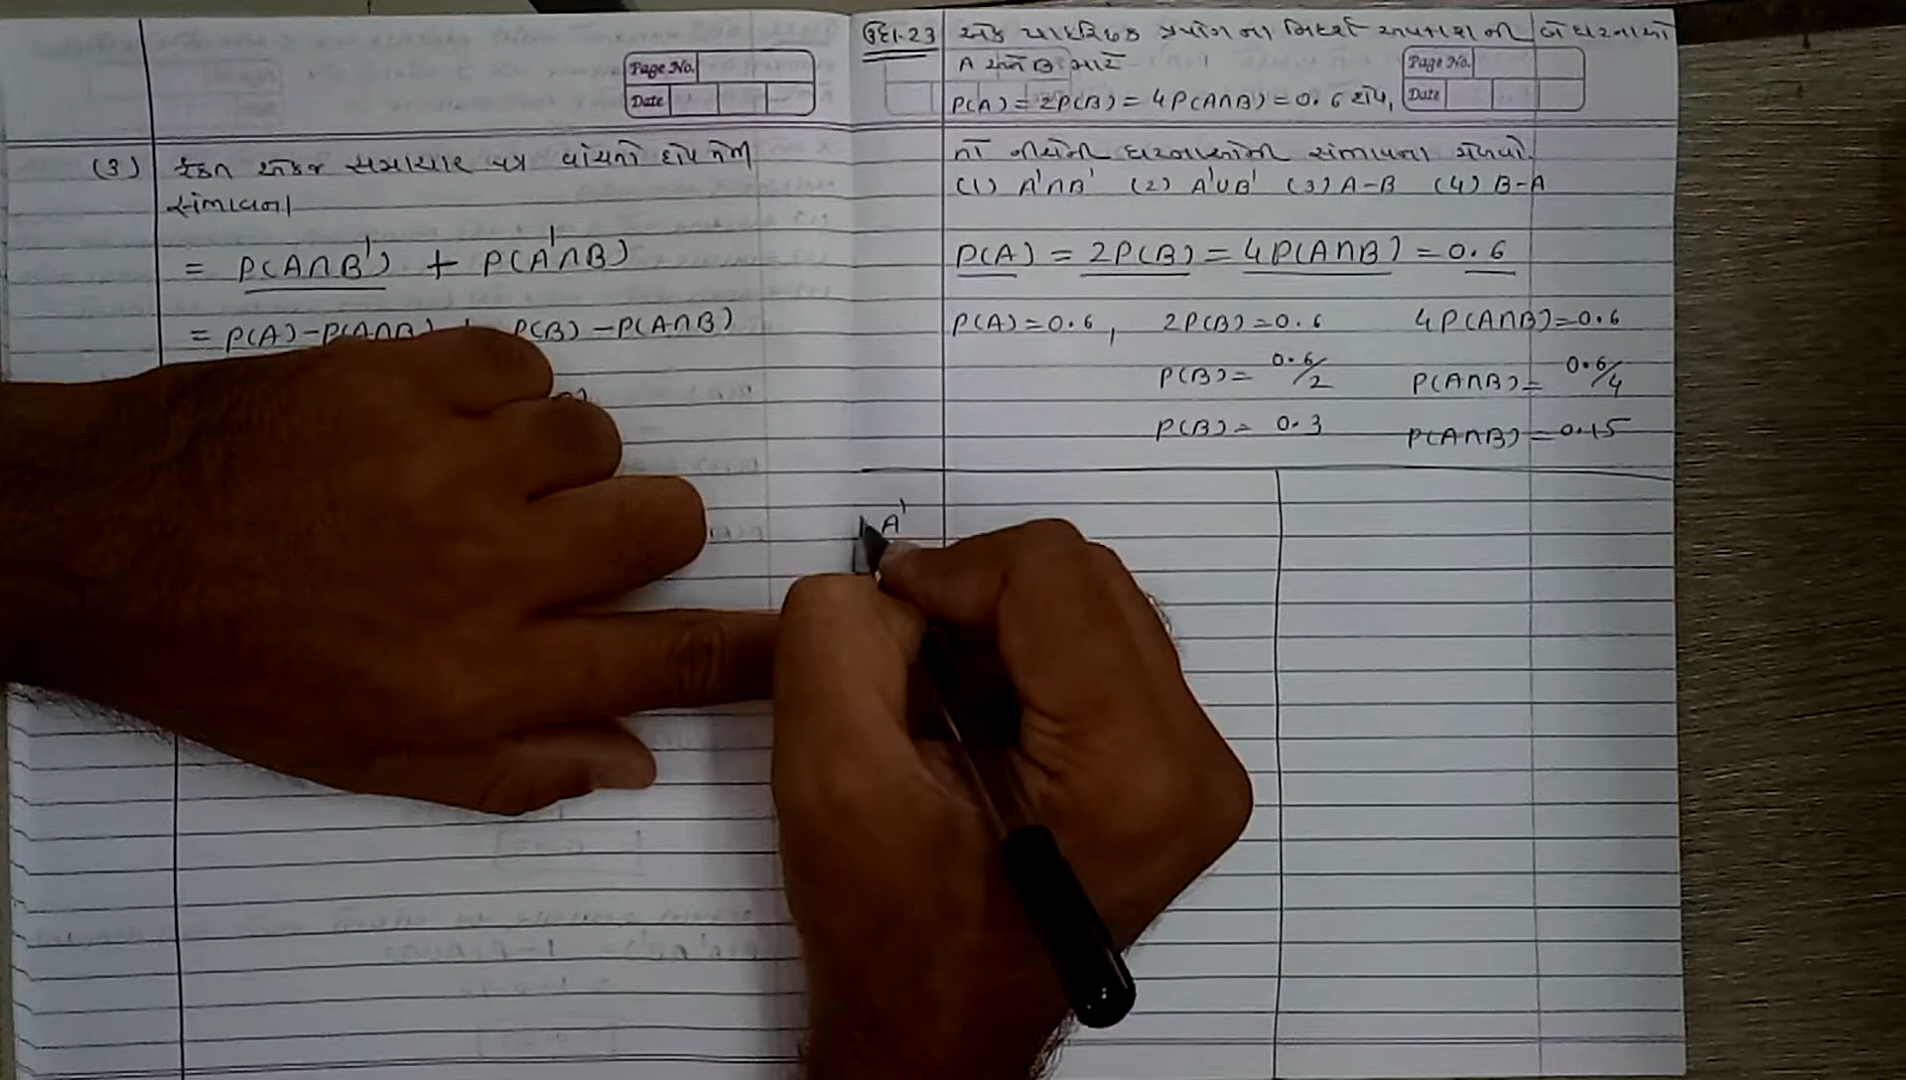 Page No.
Date
(3) ફક્ત એકજ સમાચાર પત્ર વાંચતો હોય તેની
સંભાવના
= P(A∩B') + P(A'∩B)
= P(A)-P(A∩B) + P(B) -P(A∩B)
ઉદા-23 એક યાદચ્છિક પ્રયોગ ના નિદર્શ અવકાશ ની બે ઘટનાઓ
Page No.
Date
A અને B માટે
P(A) = 2P(B) = 4P(A∩B) = 0.6 હોય,
તો નીચેની ઘટનાઓની સંભાવના મેળવો.
(1) A'∩B' (2) A'∪B' (3) A-B (4) B-A
P(A) = 2P(B) = 4P(A∩B) = 0.6
P(A) = 0.6 , 2P(B) = 0.6 4P(A∩B) = 0.6
P(B) = 0.6/2 P(A∩B) = 0.6/4
P(B) = 0.3 P(A∩B) = 0.15
A'